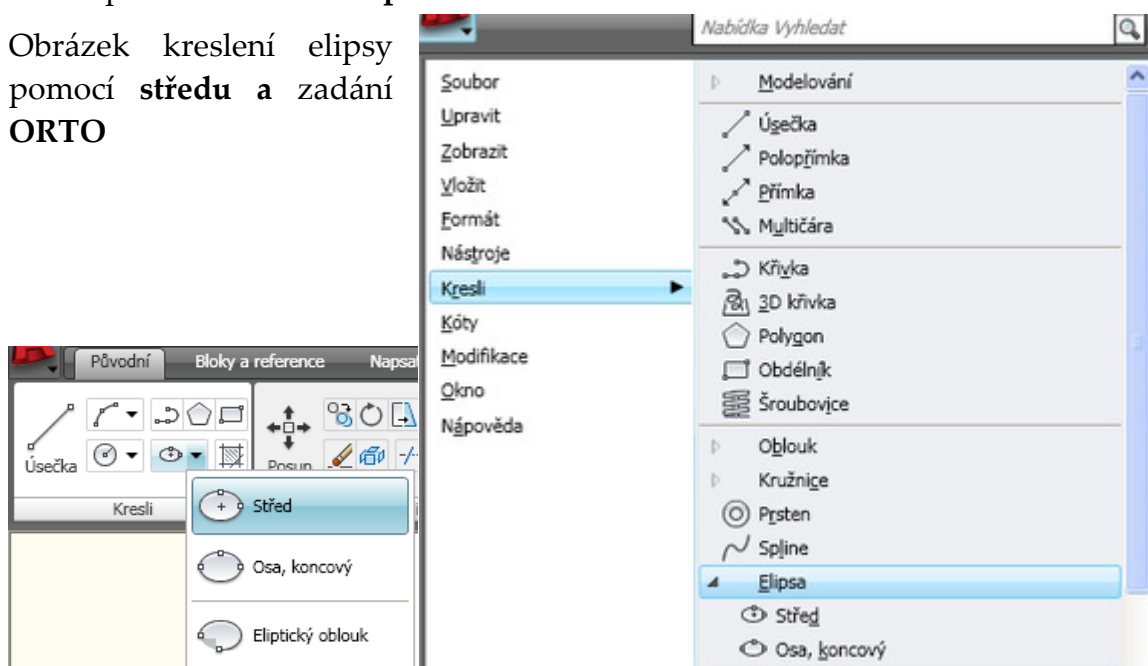 Obrázek kreslení elipsy
pomocí středu a zadání
ORTO
Nabídka Vyhledat
Soubor
Upravit
Zobrazit
Vložit
Formát
Nástroje
Kresli
Kóty
Modifikace
Okno
Nápověda
Modelování
Úsečka
Polopřímka
Přímka
Multičára
Křivka
3D křivka
Polygon
Obdélník
Šroubovice
Oblouk
Kružnice
Prsten
Spline
Elipsa
Střed
Osa, koncový
Původní Bloky a reference Napsa
Úsečka
Posun
Kresli
Střed
Osa, koncový
Eliptický oblouk